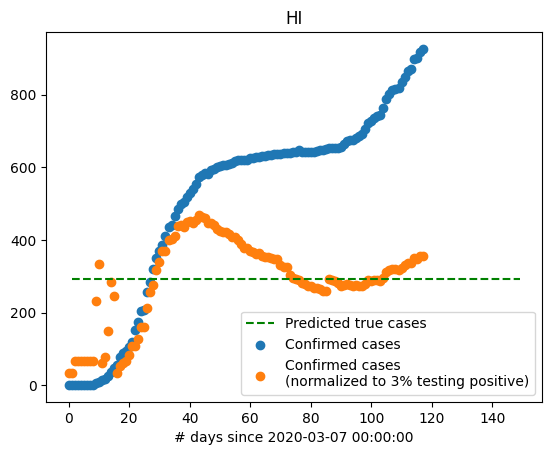 HI
800
600
400
200
0
Predicted true cases
Confirmed cases
Confirmed cases
(normalized to 3% testing positive)
0 20 40 60 80 100 120 140
# days since 2020-03-07 00:00:00